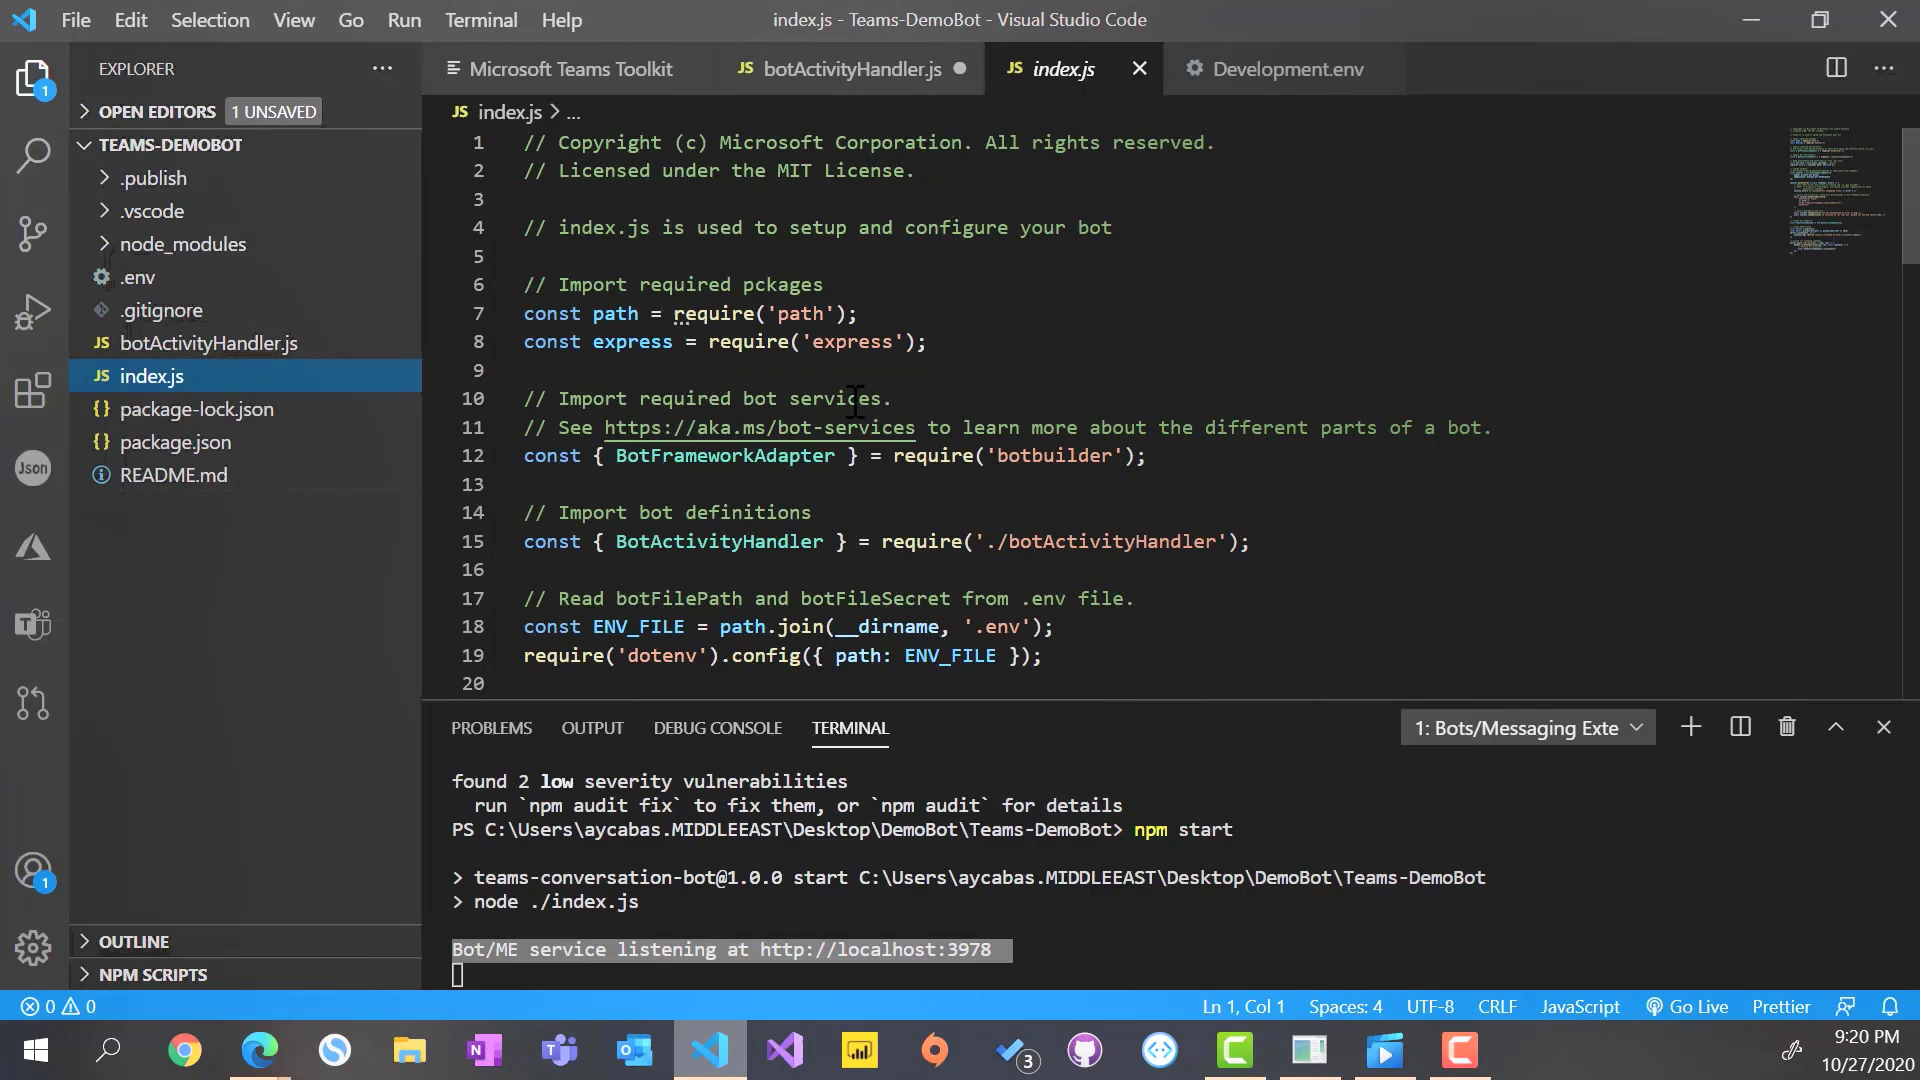 File Edit Selection View Go Run Terminal Help
index.js - Teams-DemoBot - Visual Studio Code
EXPLORER
1
OPEN EDITORS 1 UNSAVED
TEAMS-DEMOBOT
.publish
.vscode
node_modules
.env
.gitignore
JS botActivityHandler.js
JS index.js
{} package-lock.json
{} package.json
README.md
Json
1
OUTLINE
NPM SCRIPTS
Microsoft Teams Toolkit
JS botActivityHandler.js
JS index.js
Development.env
JS index.js > ...
1 // Copyright (c) Microsoft Corporation. All rights reserved.
2 // Licensed under the MIT License.
3
4 // index.js is used to setup and configure your bot
5
6 // Import required pckages
7 const path = require('path');
8 const express = require('express');
9
10 // Import required bot services.
11 // See https://aka.ms/bot-services to learn more about the different parts of a bot.
12 const { BotFrameworkAdapter } = require('botbuilder');
13
14 // Import bot definitions
15 const { BotActivityHandler } = require('./botActivityHandler');
16
17 // Read botFilePath and botFileSecret from .env file.
18 const ENV_FILE = path.join(__dirname, '.env');
19 require('dotenv').config({ path: ENV_FILE });
20
PROBLEMS OUTPUT DEBUG CONSOLE TERMINAL
1: Bots/Messaging Exte
found 2 low severity vulnerabilities
run `npm audit fix` to fix them, or `npm audit` for details
PS C:\Users\aycabas.MIDDLEEAST\Desktop\DemoBot\Teams-DemoBot> npm start
> teams-conversation-bot@1.0.0 start C:\Users\aycabas.MIDDLEEAST\Desktop\DemoBot\Teams-DemoBot
> node ./index.js
Bot/ME service listening at http://localhost:3978
0 0
Ln 1, Col 1 Spaces: 4 UTF-8 CRLF JavaScript Go Live Prettier
3
9:20 PM
10/27/2020